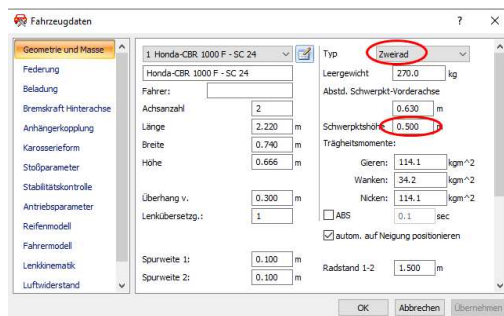 Fahrzeugdaten
? ×
Geometrie und Masse
Federung
Beladung
Bremskraft Hinterachse
Anhängerkopplung
Karosserieform
Stoßparameter
Stabilitätskontrolle
Antriebsparameter
Reifenmodell
Fahrermodell
Lenkkinematik
Luftwiderstand
1 Honda-CBR 1000 F - SC 24
Honda-CBR 1000 F - SC 24
Fahrer:
Achsanzahl 2
Länge 2.220 m
Breite 0.740 m
Höhe 0.666 m
Überhang v. 0.300 m
Lenkübersetzg.: 1
Spurweite 1: 0.100 m
Spurweite 2: 0.100 m
Typ Zweirad
Leergewicht 270.0 kg
Abstd. Schwerpkt-Vorderachse
0.630 m
Schwerpktshöhe 0.500 m
Trägheitsmomente:
Gieren: 114.1 kgm^2
Wanken: 34.2 kgm^2
Nicken: 114.1 kgm^2
ABS 0.1 sec
autom. auf Neigung positionieren
Radstand 1-2 1.500 m
OK Abbrechen Übernehmen